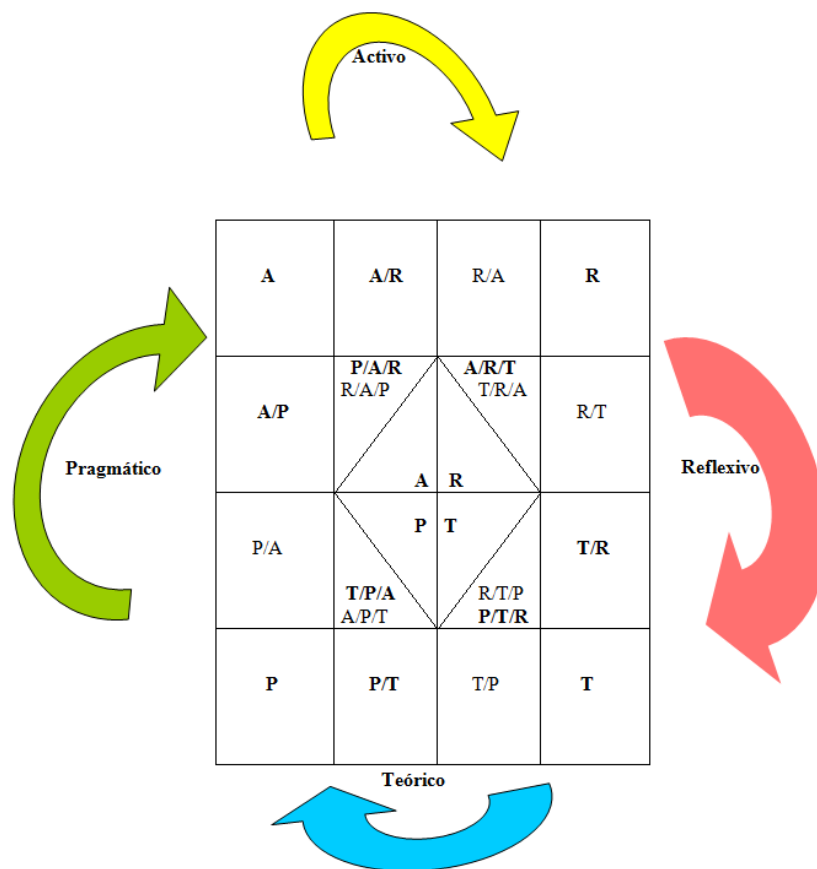 Activo
A
A/R
R/A
R
P/A/R
R/A/P
A/R/T
T/R/A
A/P
R/T
Pragmático
Reflexivo
A
R
P
T
P/A
T/R
T/P/A
A/P/T
R/T/P
P/T/R
P
P/T
T/P
T
Teórico